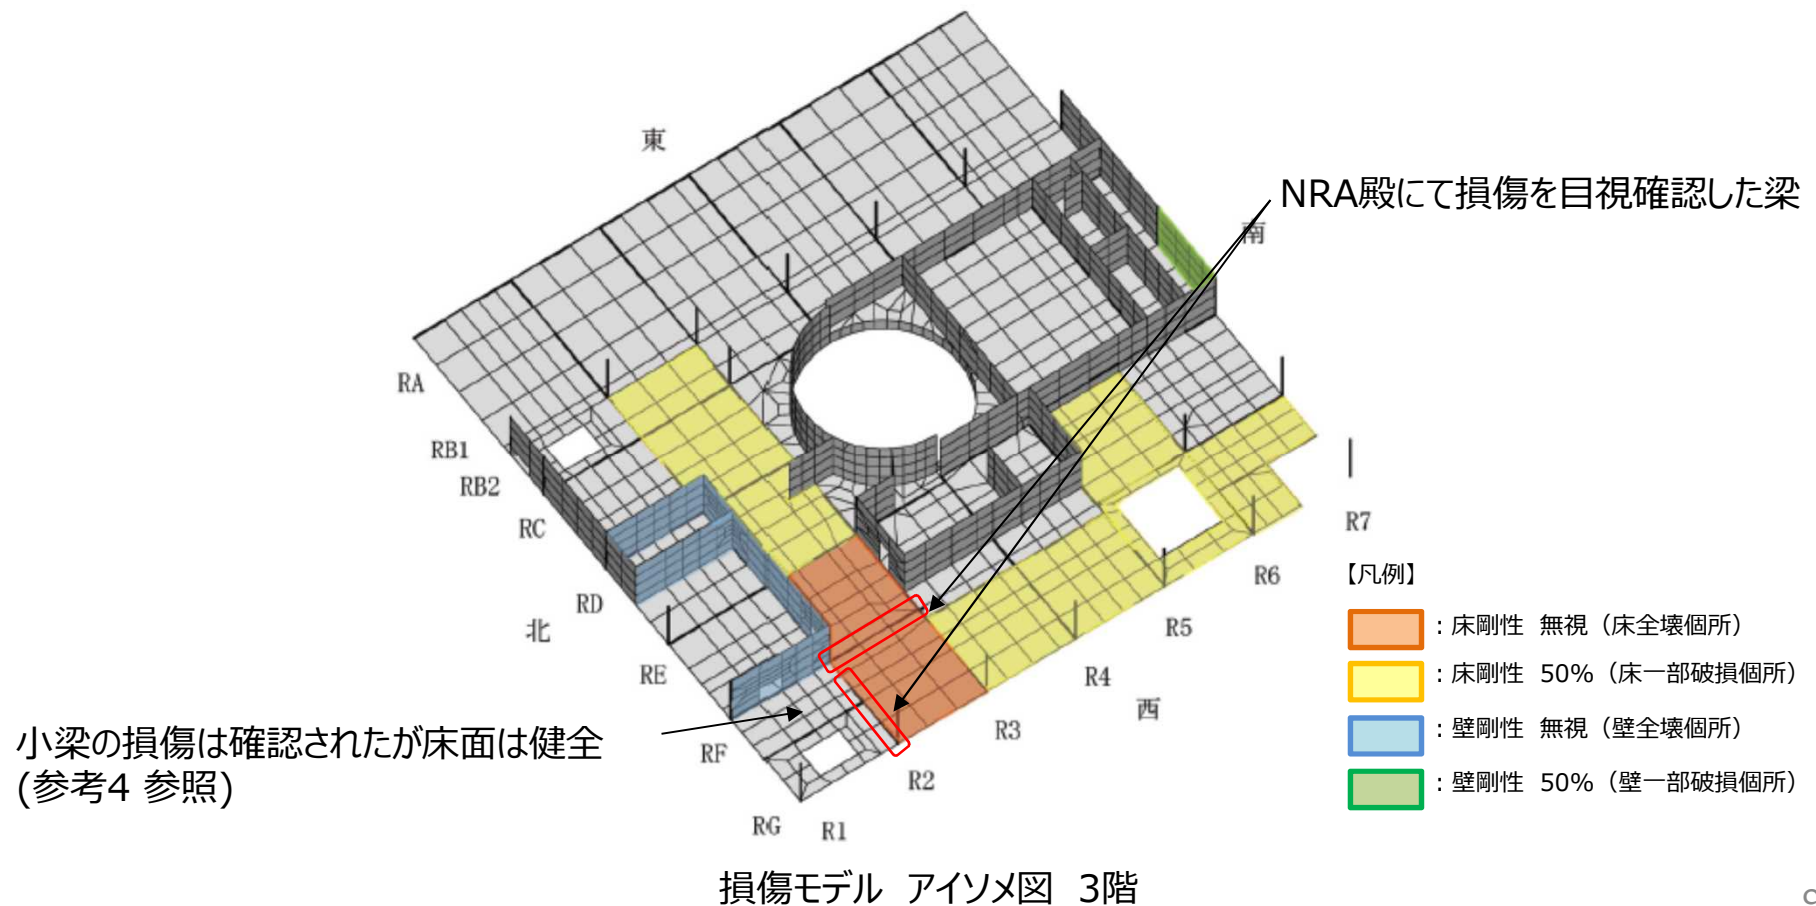 東
NRA殿にて損傷を目視確認した梁
南
RA
RB1
RB2
RC
RD
北
RE
RF
RG
R1
R2
R3
西
R4
R5
R6
R7
【凡例】
：床剛性 無視（床全壊個所）
：床剛性 50%（床一部破損個所）
：壁剛性 無視（壁全壊個所）
：壁剛性 50%（壁一部破損個所）
小梁の損傷は確認されたが床面は健全
(参考4 参照)
損傷モデル アイソメ図 3階